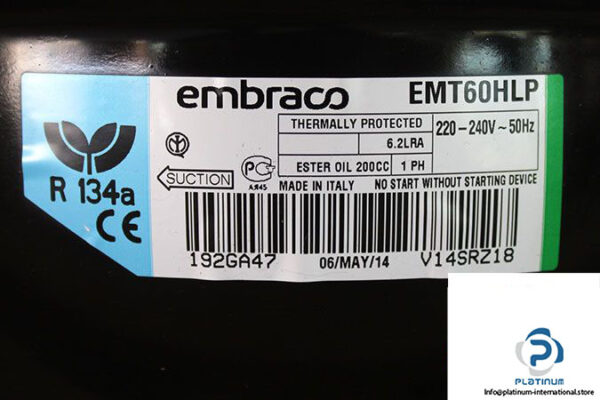 embraco EMT60HLP
THERMALLY PROTECTED 220-240V~50Hz
6.2LRA
ESTER OIL 200CC 1 PH
R 134a
CE
SUCTION
АЯ45
MADE IN ITALY NO START WITHOUT STARTING DEVICE
192GA47 06/MAY/14 V14SRZ18
PLATINUM
Info@platinum-international.store